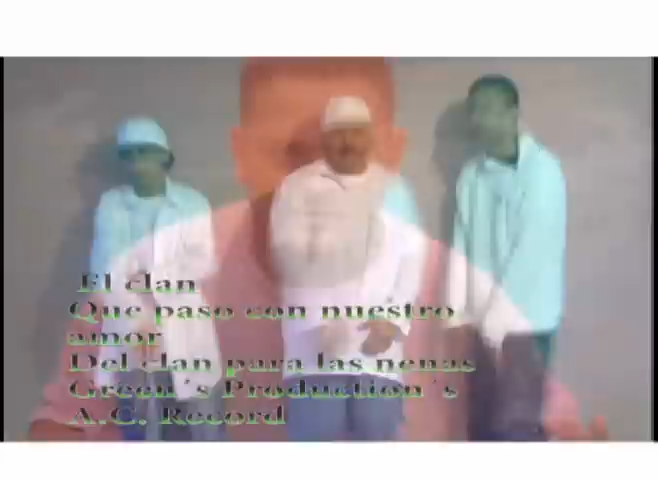 El clan
Que paso con nuestro
amor
Del clan para las nenas
Green's Production's
A.C. Record